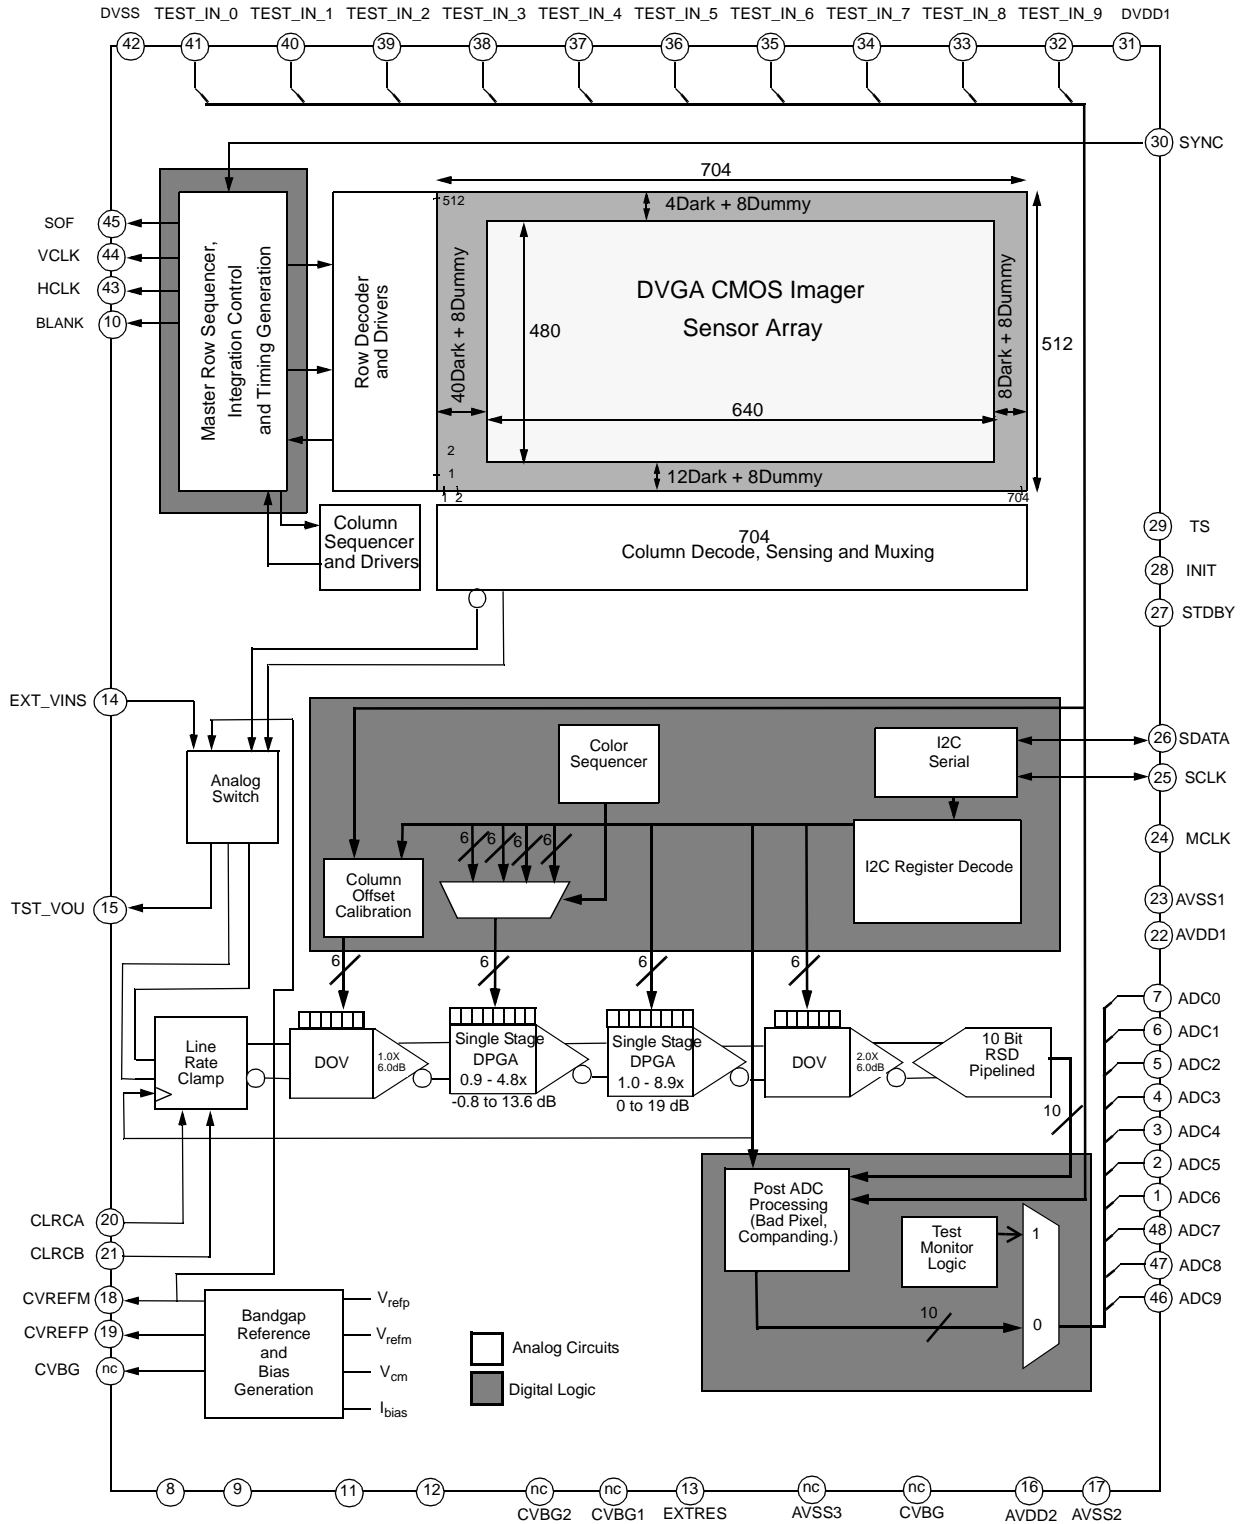 DVSS TEST_IN_0 TEST_IN_1 TEST_IN_2 TEST_IN_3 TEST_IN_4 TEST_IN_5 TEST_IN_6 TEST_IN_7 TEST_IN_8 TEST_IN_9 DVDD1
42 41 40 39 38 37 36 35 34 33 32 31
30 SYNC
SOF 45
VCLK 44
HCLK 43
BLANK 10
Master Row Sequencer,
Integration Control
and Timing Generation
Row Decoder
and Drivers
704
512
4Dark + 8Dummy
40Dark + 8Dummy
DVGA CMOS Imager
Sensor Array
480
640
8Dark + 8Dummy
512
2
1
12Dark + 8Dummy
1 2
704
Column
Sequencer
and Drivers
704
Column Decode, Sensing and Muxing
29 TS
28 INIT
27 STDBY
EXT_VINS 14
Analog
Switch
TST_VOU 15
Color
Sequencer
I2C
Serial
26 SDATA
25 SCLK
24 MCLK
23 AVSS1
22 AVDD1
6 6 6 6
I2C Register Decode
Column
Offset
Calibration
6 6 6 6
Line
Rate
Clamp
DOV
1.0X
6.0dB
Single Stage
DPGA
0.9 - 4.8x
-0.8 to 13.6 dB
Single Stage
DPGA
1.0 - 8.9x
0 to 19 dB
DOV
2.0X
6.0dB
10 Bit
RSD
Pipelined
10
7 ADC0
6 ADC1
5 ADC2
4 ADC3
3 ADC4
2 ADC5
1 ADC6
48 ADC7
47 ADC8
46 ADC9
Post ADC
Processing
(Bad Pixel,
Companding.)
Test
Monitor
Logic
1
0
10
CLRCA 20
CLRCB 21
CVREFM 18
CVREFP 19
CVBG nc
Bandgap
Reference
and
Bias
Generation
Vrefp
Vrefm
Vcm
Ibias
Analog Circuits
Digital Logic
8 9 11 12 nc nc 13 nc nc 16 17
CVBG2 CVBG1 EXTRES AVSS3 CVBG AVDD2 AVSS2